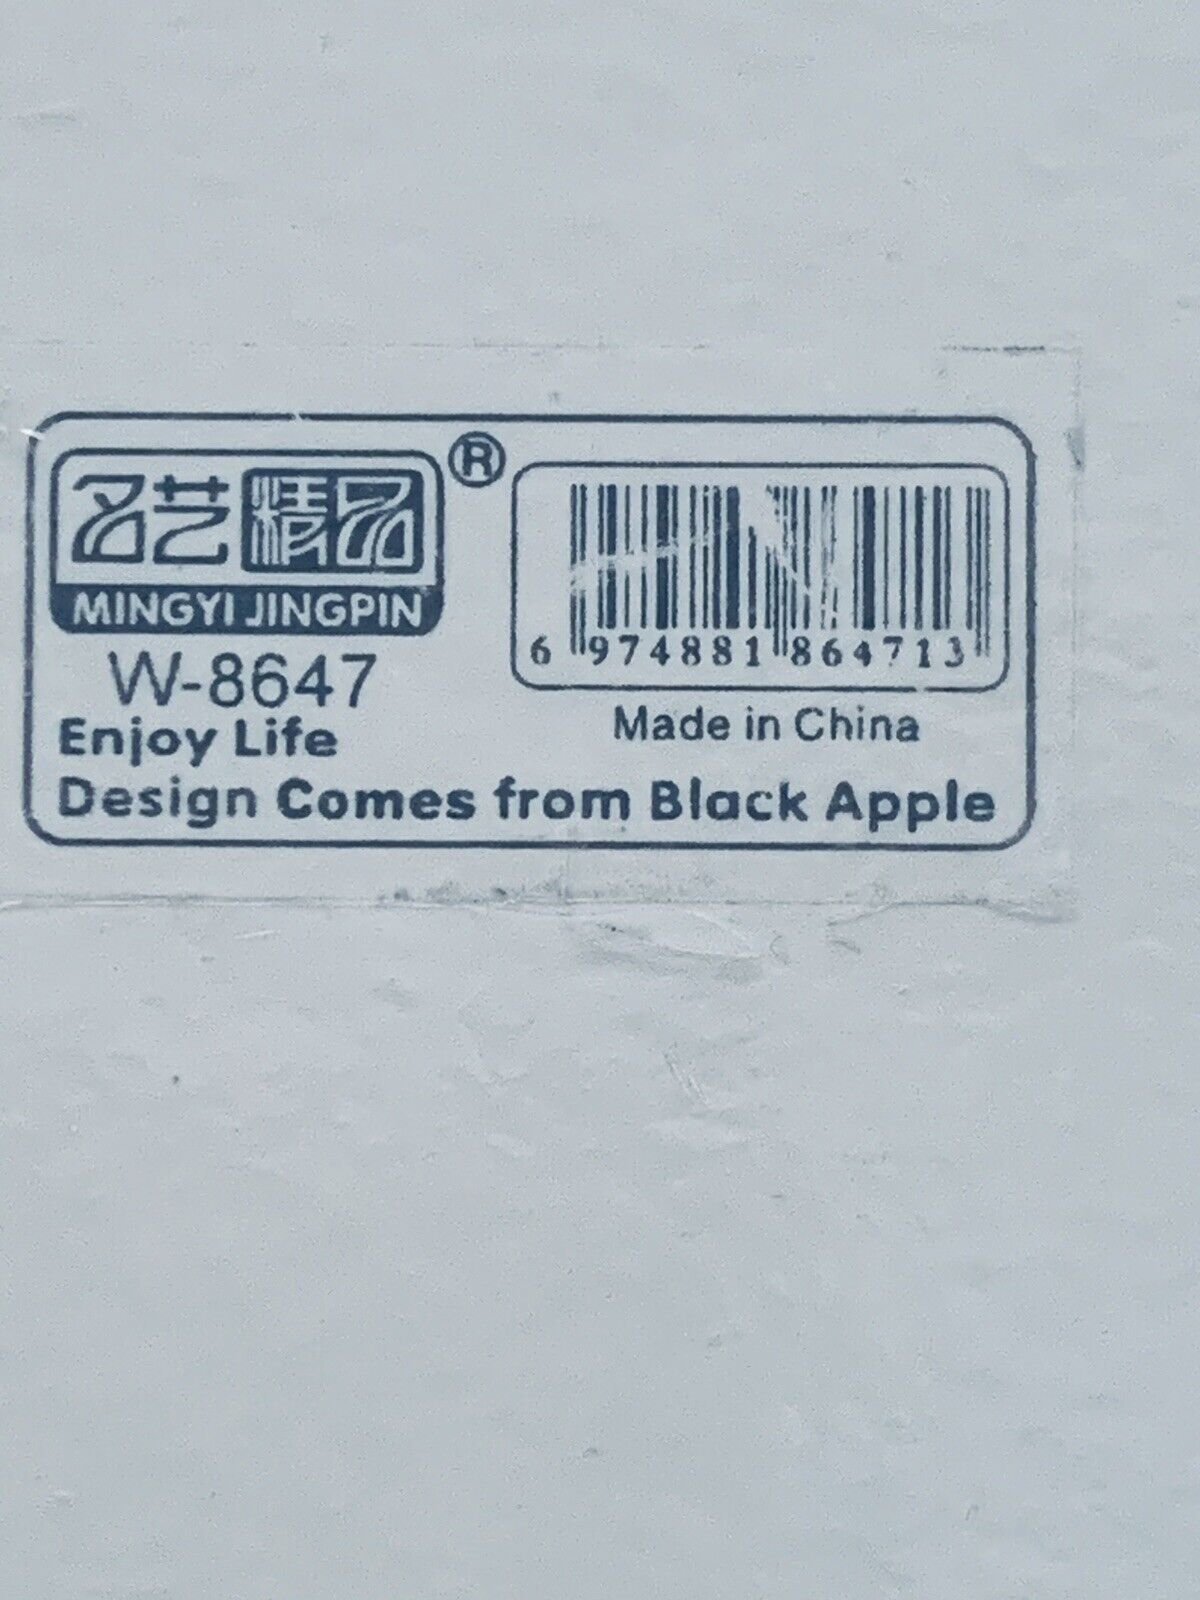 名艺精品
®
MINGYI JINGPIN
W-8647
Enjoy Life
Design Comes from Black Apple
6 974881 864713
Made in China